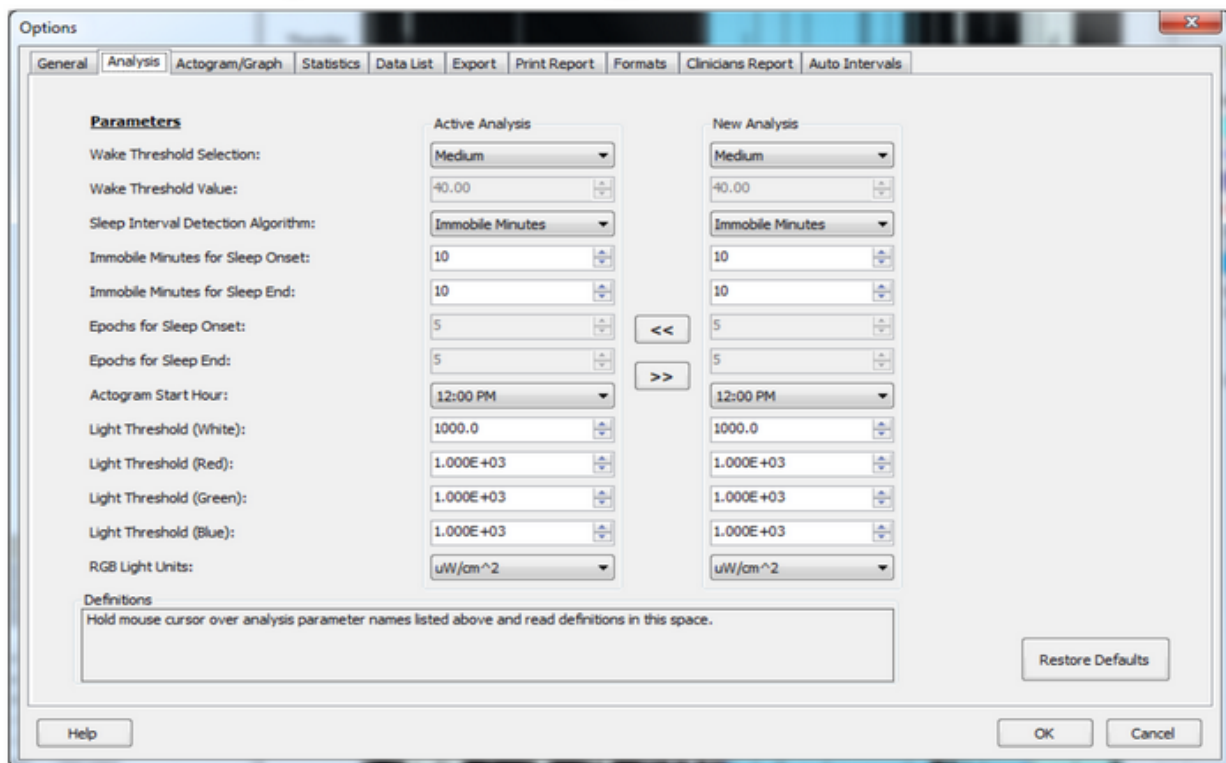 Options
General Analysis Actogram/Graph Statistics Data List Export Print Report Formats Clinicians Report Auto Intervals
Parameters Active Analysis New Analysis
Wake Threshold Selection: Medium Medium
Wake Threshold Value: 40.00 40.00
Sleep Interval Detection Algorithm: Immobile Minutes Immobile Minutes
Immobile Minutes for Sleep Onset: 10 10
Immobile Minutes for Sleep End: 10 10
Epochs for Sleep Onset: 5 << 5
Epochs for Sleep End: 5 >> 5
Actogram Start Hour: 12:00 PM 12:00 PM
Light Threshold (White): 1000.0 1000.0
Light Threshold (Red): 1.000E+03 1.000E+03
Light Threshold (Green): 1.000E+03 1.000E+03
Light Threshold (Blue): 1.000E+03 1.000E+03
RGB Light Units: uW/cm^2 uW/cm^2
Definitions
Hold mouse cursor over analysis parameter names listed above and read definitions in this space.
Restore Defaults
Help OK Cancel